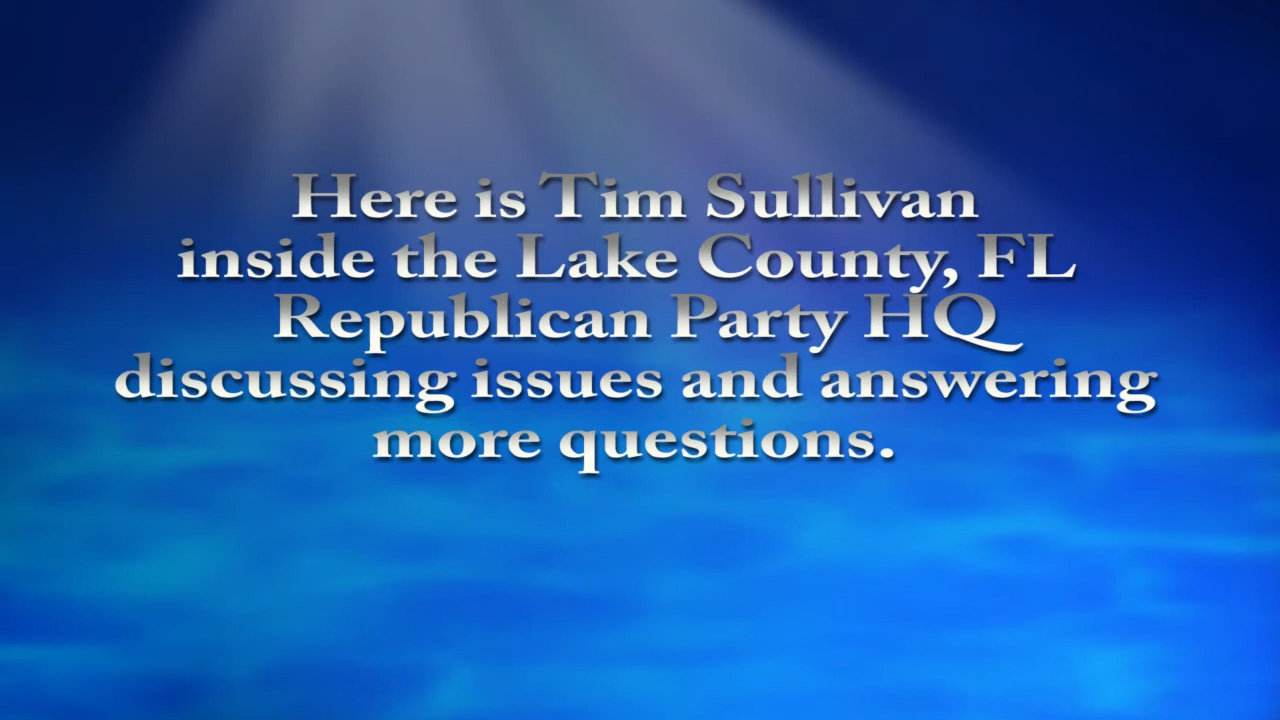 Here is Tim Sullivan
inside the Lake County, FL
Republican Party HQ
discussing issues and answering
more questions.